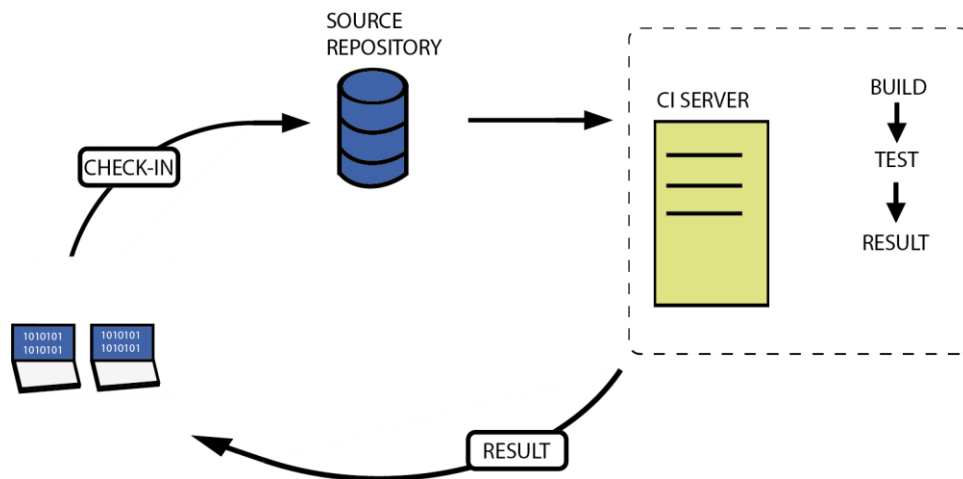 SOURCE
REPOSITORY
CI SERVER
BUILD
TEST
RESULT
CHECK-IN
1010101
1010101
1010101
1010101
RESULT